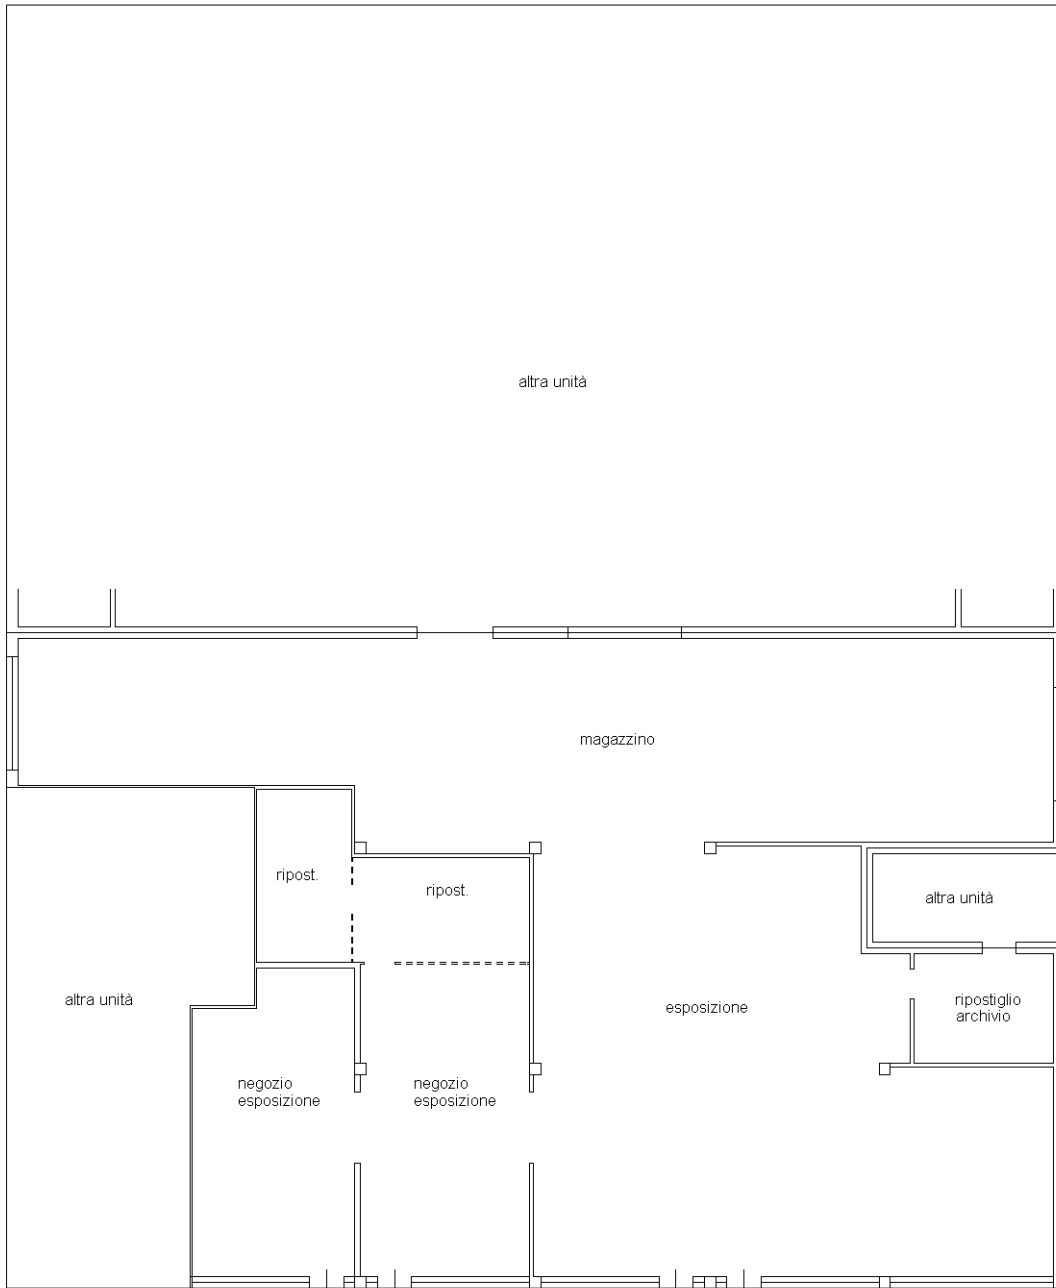 altra unità
magazzino
ripost.
ripost.
altra unità
altra unità
esposizione
ripostiglio
archivio
negozio
esposizione
negozio
esposizione